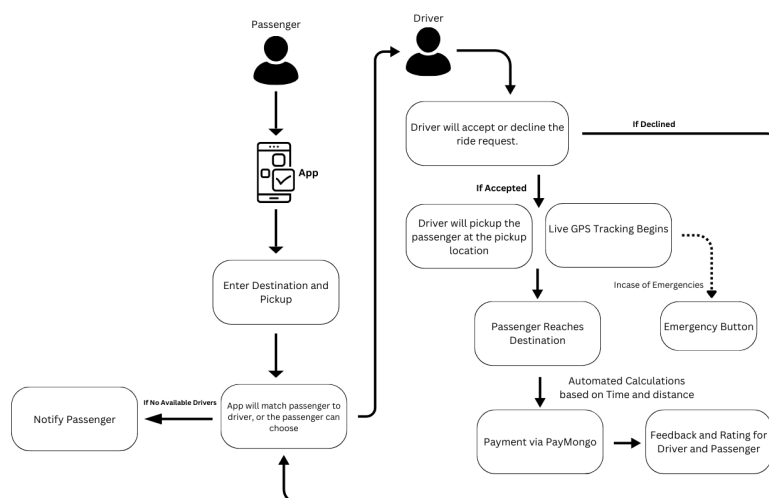 Passenger
App
Enter Destination and
Pickup
App will match passenger to
driver, or the passenger can
choose
If No Available Drivers
Notify Passenger
Driver
Driver will accept or decline the
ride request.
If Declined
If Accepted
Driver will pickup the
passenger at the pickup
location
Live GPS Tracking Begins
Incase of Emergencies
Emergency Button
Passenger Reaches
Destination
Automated Calculations
based on Time and distance
Payment via PayMongo
Feedback and Rating for
Driver and Passenger